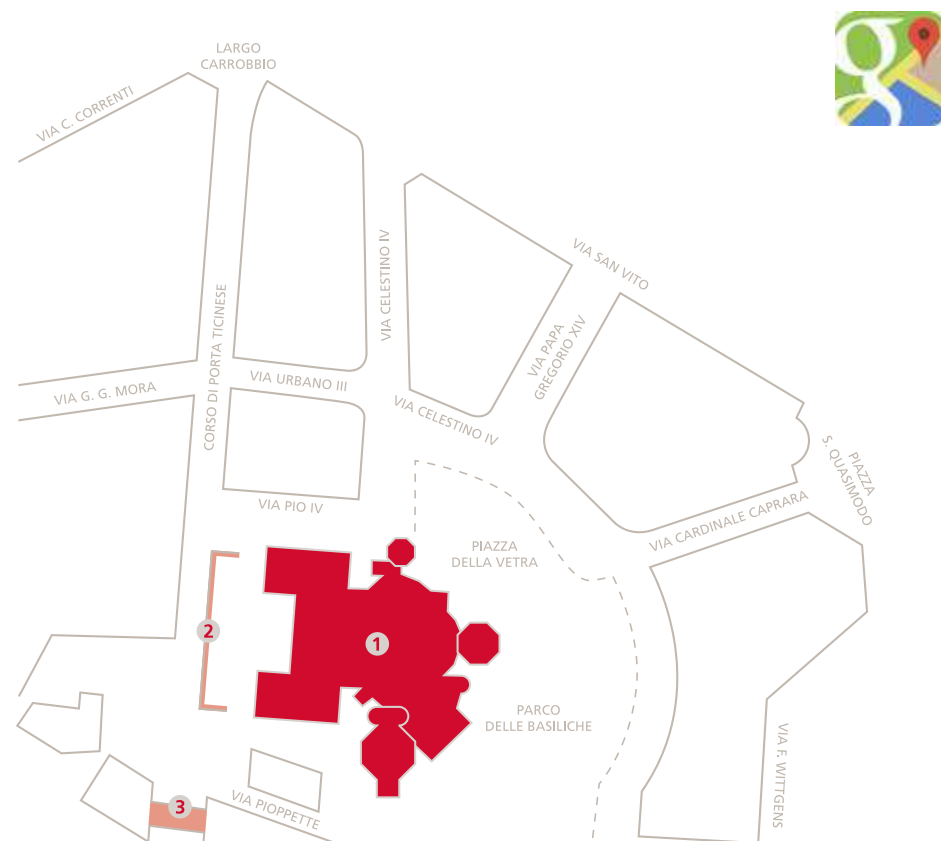 LARGO
CARROBBIO
g
VIA C. CORRENTI
VIA CELESTINO IV
VIA SAN VITO
CORSO DI PORTA TICINESE
VIA PAPA
GREGORIO XIV
VIA URBANO III
VIA G. G. MORA
VIA CELESTINO IV
PIAZZA
S. QUASIMODO
VIA PIO IV
VIA CARDINALE CAPRARA
PIAZZA
DELLA VETRA
2
1
PARCO
DELLE BASILICHE
VIA F. WITTGENS
3
VIA PIOPPETTE